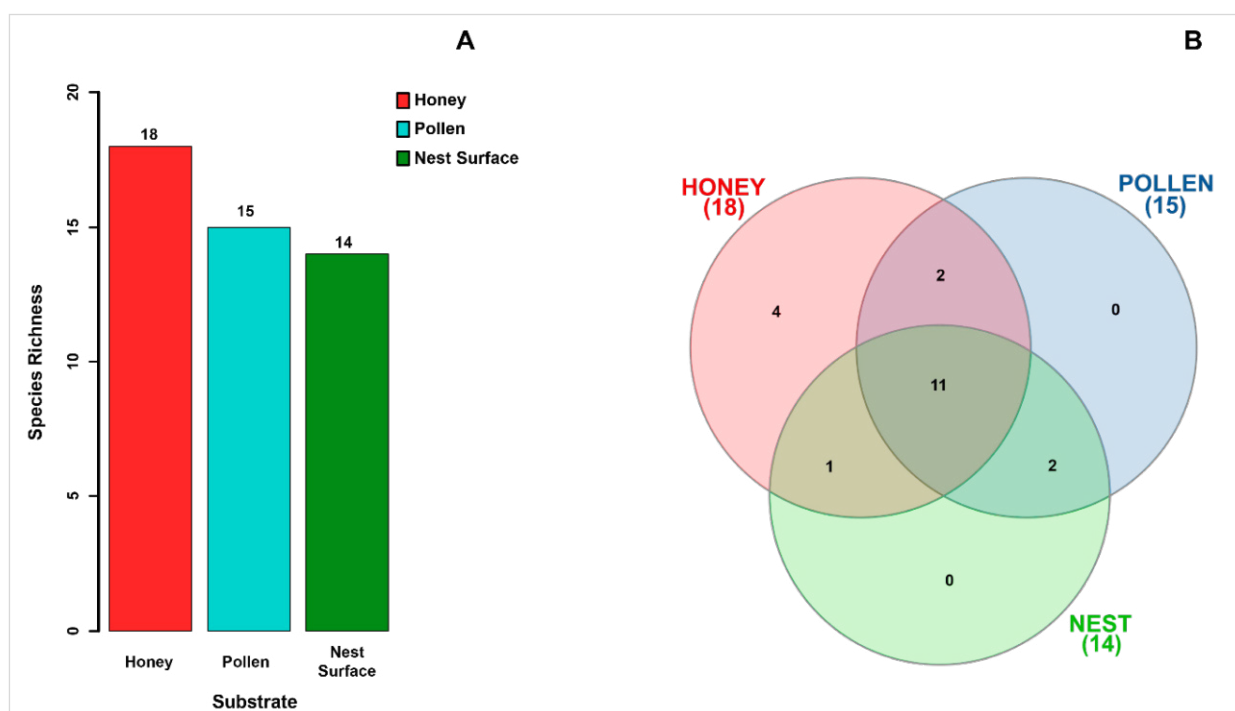 A
20
15
10
5
0
Species Richness
18
15
14
Honey
Pollen
Nest Surface
Honey
Pollen
Nest
Surface
Substrate
B
HONEY
(18)
POLLEN
(15)
2
4
0
11
1
2
0
NEST
(14)